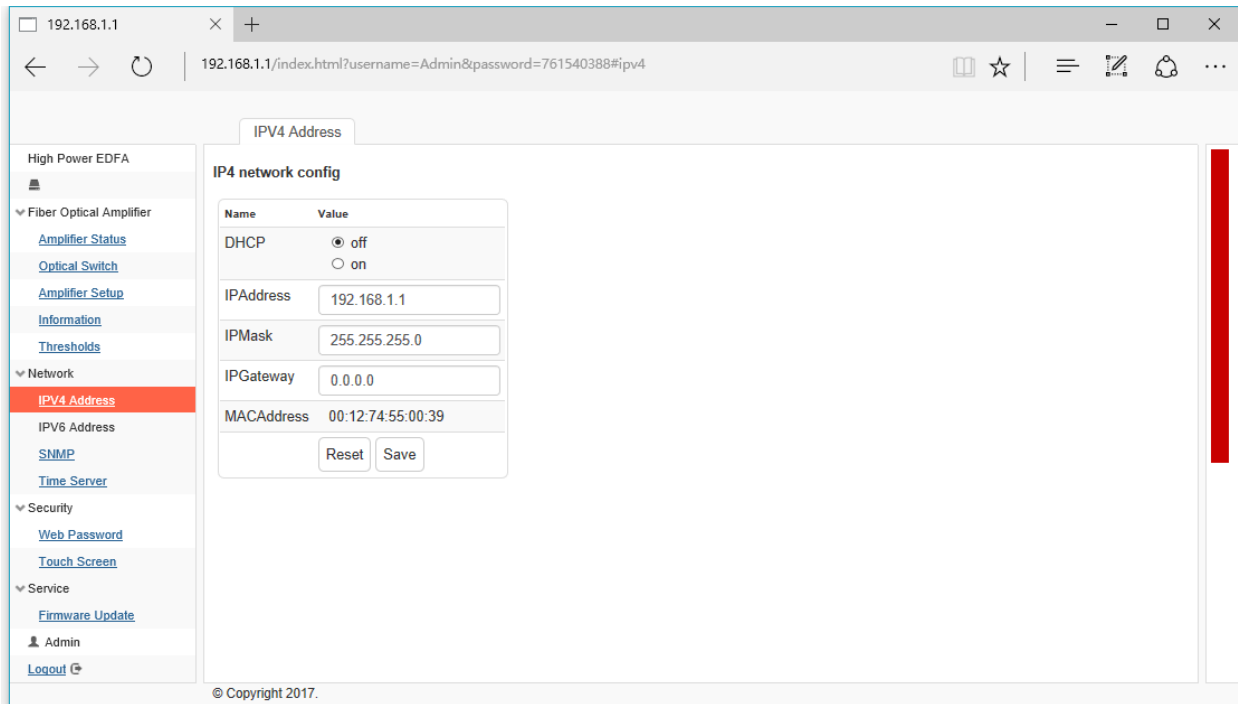 192.168.1.1
192.168.1.1/index.html?username=Admin&password=761540388#ipv4
IPV4 Address
High Power EDFA
Fiber Optical Amplifier
Amplifier Status
Optical Switch
Amplifier Setup
Information
Thresholds
Network
IPV4 Address
IPV6 Address
SNMP
Time Server
Security
Web Password
Touch Screen
Service
Firmware Update
Admin
Logout
IP4 network config
Name Value
DHCP off
on
IPAddress 192.168.1.1
IPMask 255.255.255.0
IPGateway 0.0.0.0
MACAddress 00:12:74:55:00:39
Reset Save
© Copyright 2017.